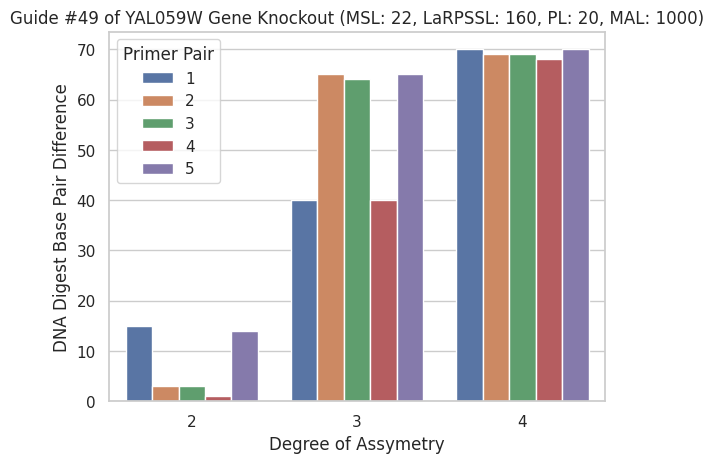 Guide #49 of YAL059W Gene Knockout (MSL: 22, LaRPSSL: 160, PL: 20, MAL: 1000)
Primer Pair
1
2
3
4
5
DNA Digest Base Pair Difference
70
60
50
40
30
20
10
0
2 3 4
Degree of Assymetry